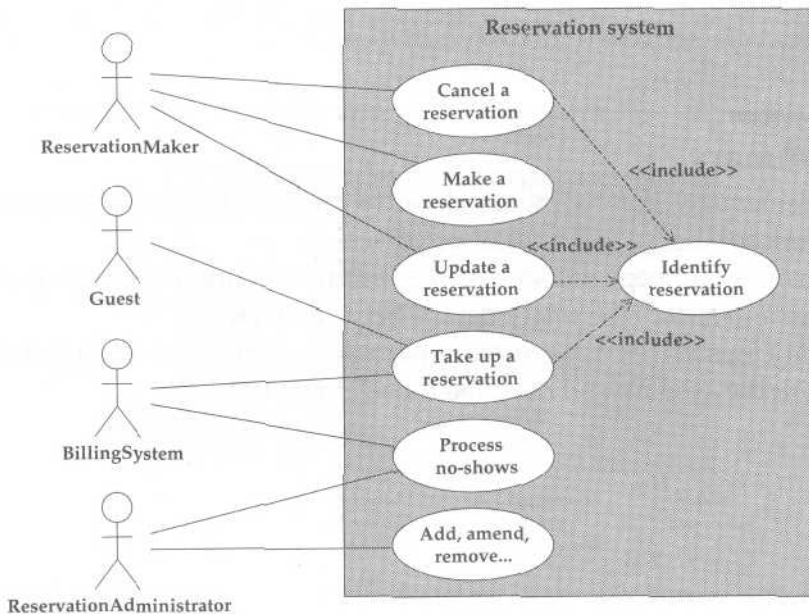 Reservation system
Cancel a
reservation
ReservationMaker
<<include>>
Make a
reservation
<<include>>
Update a
reservation
Identify
reservation
Guest
<<include>>
Take up a
reservation
BillingSystem
Process
no-shows
Add, amend,
remove...
ReservationAdministrator